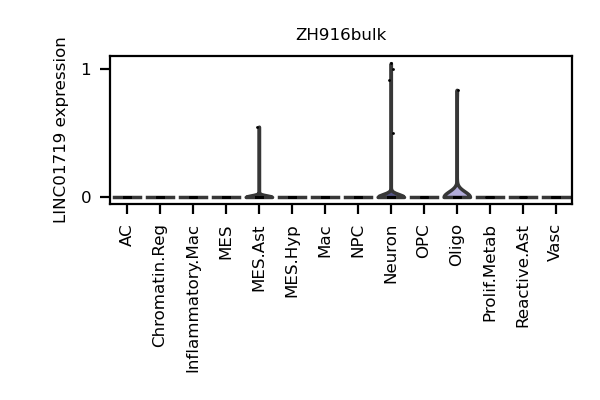 ZH916bulk
LINC01719 expression
1
0
AC
Chromatin.Reg
Inflammatory.Mac
MES
MES.Ast
MES.Hyp
Mac
NPC
Neuron
OPC
Oligo
Prolif.Metab
Reactive.Ast
Vasc